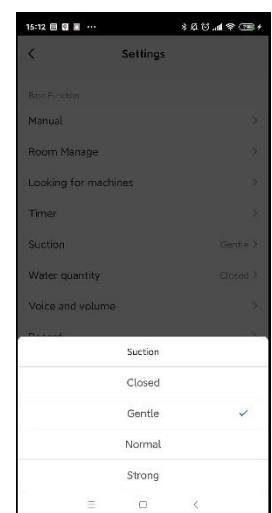 15:12
Settings
Base Function
Manual
Room Manage
Looking for machines
Timer
Suction Gentle
Water quantity Closed
Voice and volume
Record
Suction
Closed
Gentle
Normal
Strong